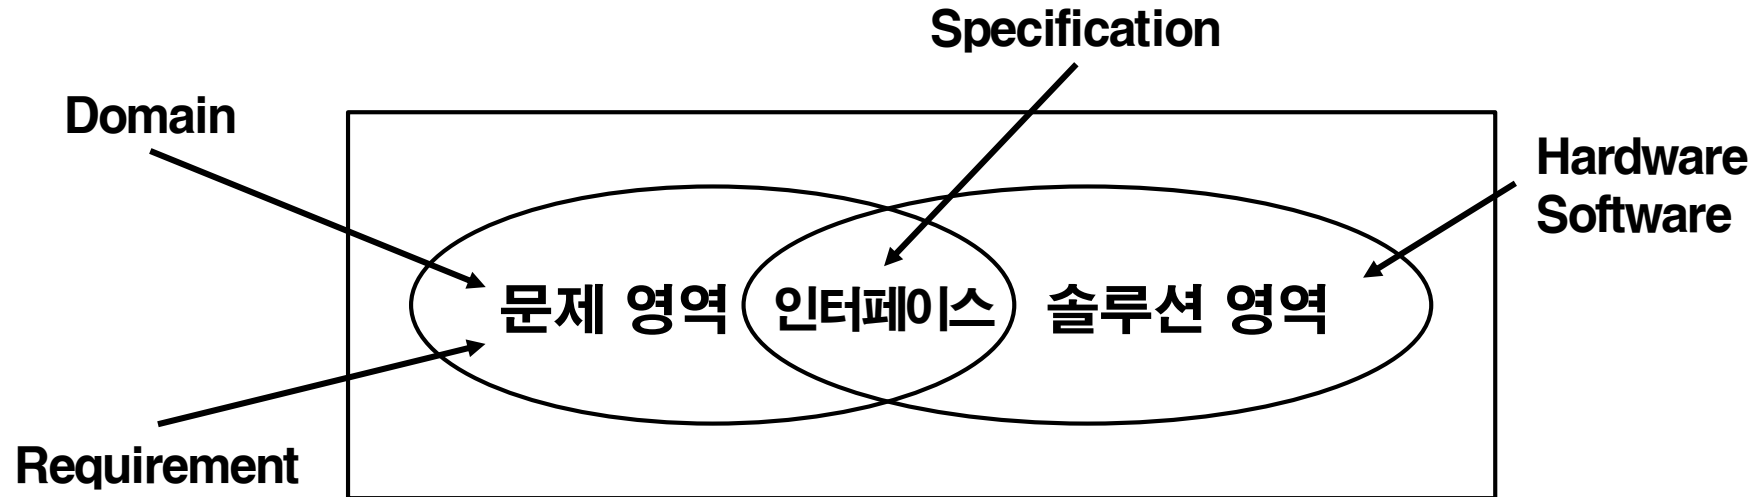 Specification
Domain
Hardware
Software
문제 영역 인터페이스 솔루션 영역
Requirement